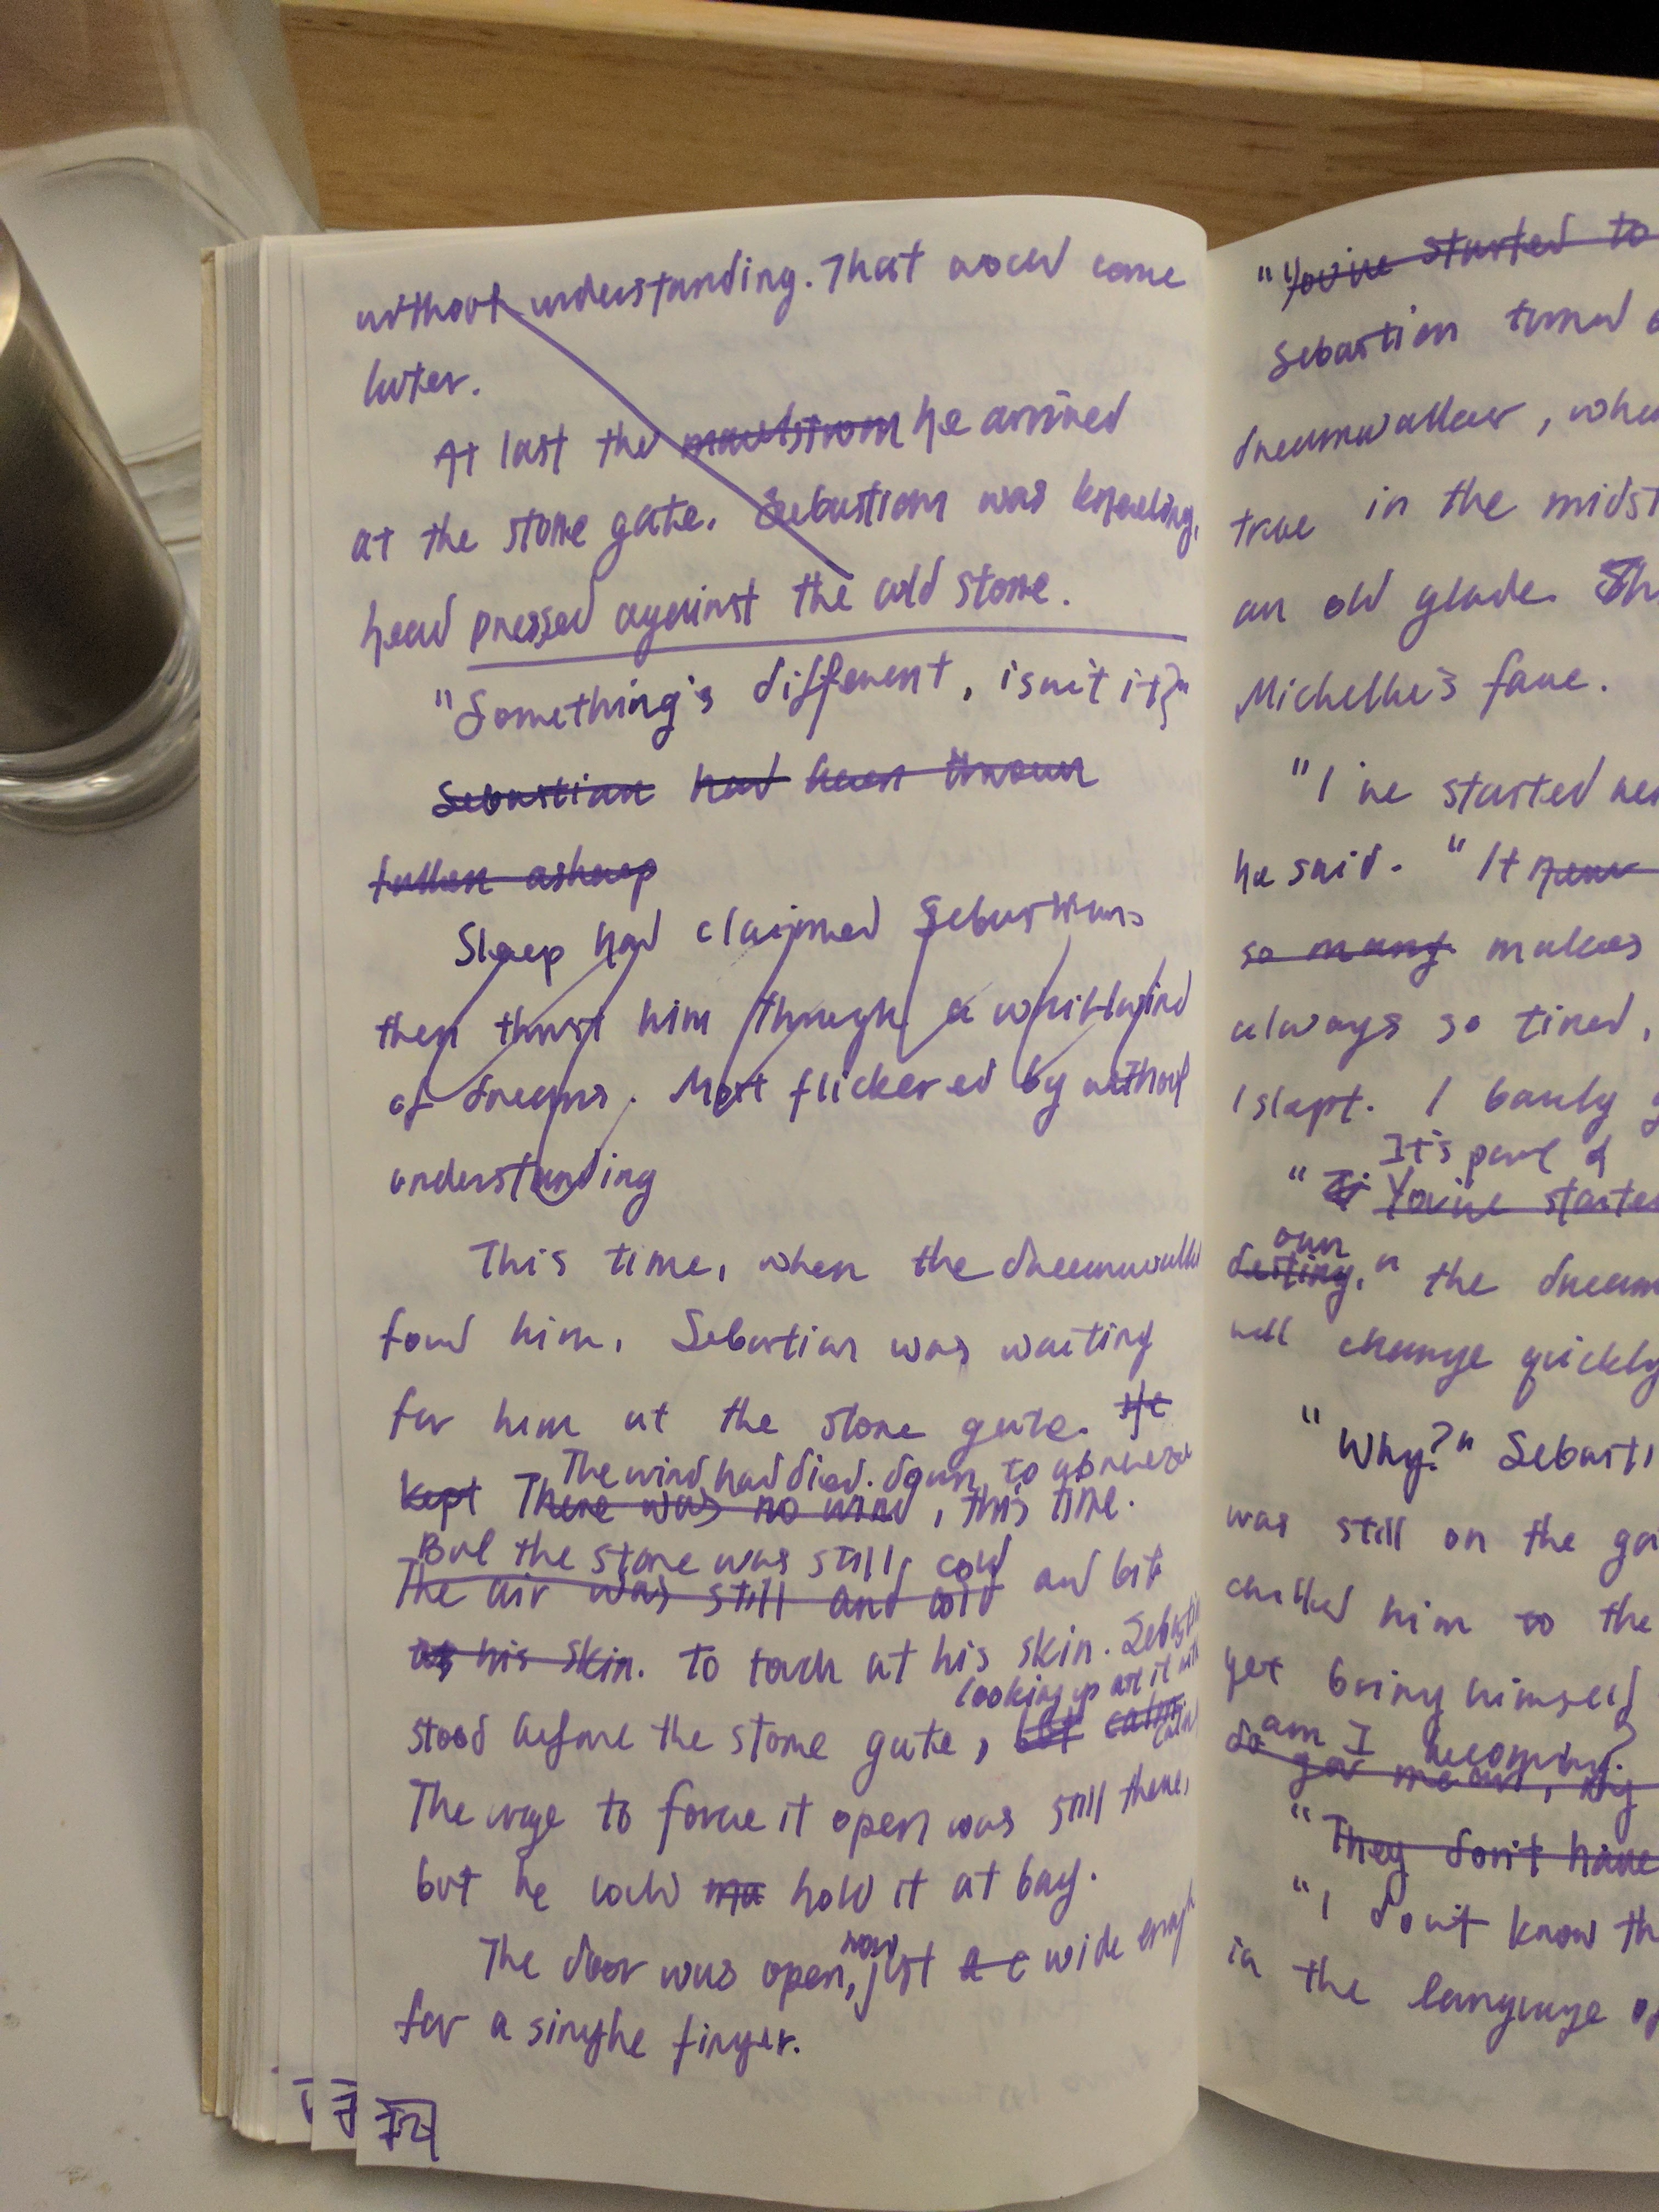 without understanding. That would come
later.
At last the maelstrom he arrived
at the stone gate. Sebastian was kneeling,
head pressed against the cold stone.
"Something's different, isn't it?"
Sebastian had been thrown
fallen asleep
Sleep had claimed Sebastian
then thrust him through a whirlwind
of dreams. Most flickered by without
understanding
This time, when the dreamwalker
found him, Sebastian was waiting
for him at the stone gate. He
The wind had died down to a breeze
kept There was no wind, this time.
But the stone was still cold
The air was still and cold and bit
as his skin. to touch at his skin. Sebastian
looking up at it with
stood before the stone gate, but calm
The urge to force it open was still there,
but he could hold it at bay.
now
The door was open, just a c wide enough
for a single finger.
72
"You've started to
Sebastian turned
dreamwalker, who
true in the midst
an old glade. Sh
Michelle's face.
"I've started
he said. "It
so many makes
always so tired,
I slept. I barely
It's part of
"You've started
our
destiny," the dream
will change quickly
"Why?" Sebasti
was still on the ga
chilled him to the
yet bring himself
am I becoming?
do you mean, my
"They don't have
"I don't know th
in the language of